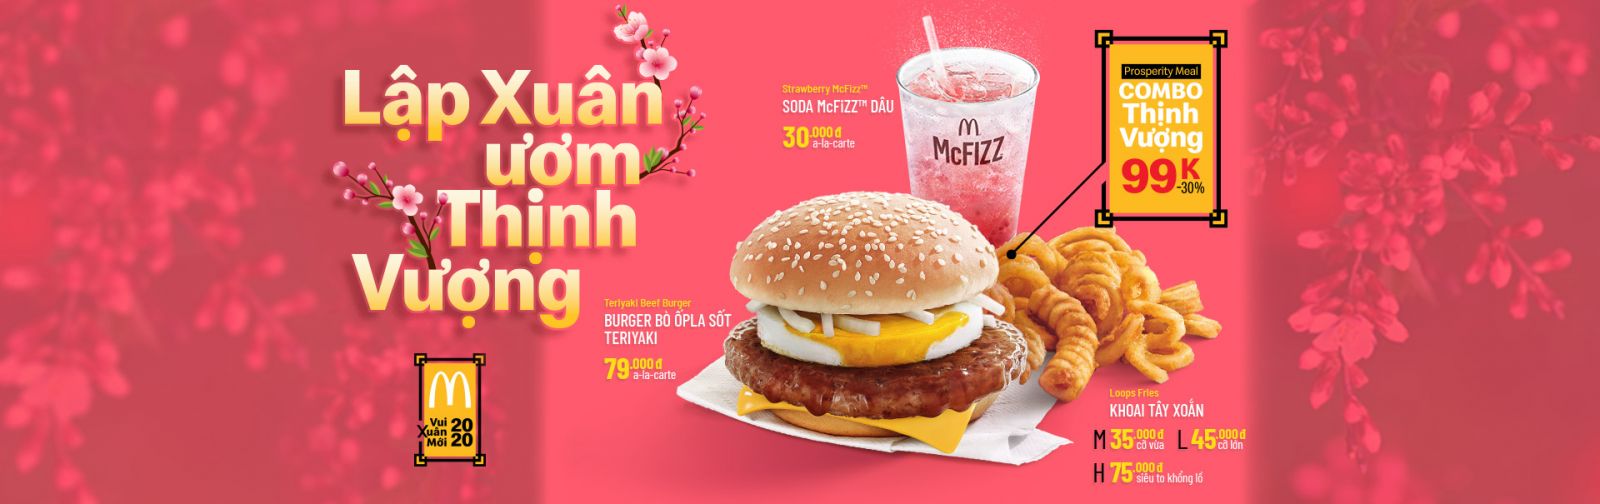 Lập Xuân
ươm
Thịnh
Vượng
Vui
Xuân
Mới
20
20
Strawberry McFizz™
SODA McFIZZ™ DÂU
30.000 đ
a-la-carte
McFIZZ
Teriyaki Beef Burger
BURGER BÒ ỐPLA SỐT
TERIYAKI
79.000 đ
a-la-carte
Prosperity Meal
COMBO
Thịnh
Vượng
99K
-30%
Loops Fries
KHOAI TÂY XOẮN
M 35.000 đ cỡ vừa L 45.000 đ cỡ lớn
H 75.000 đ siêu to khổng lồ